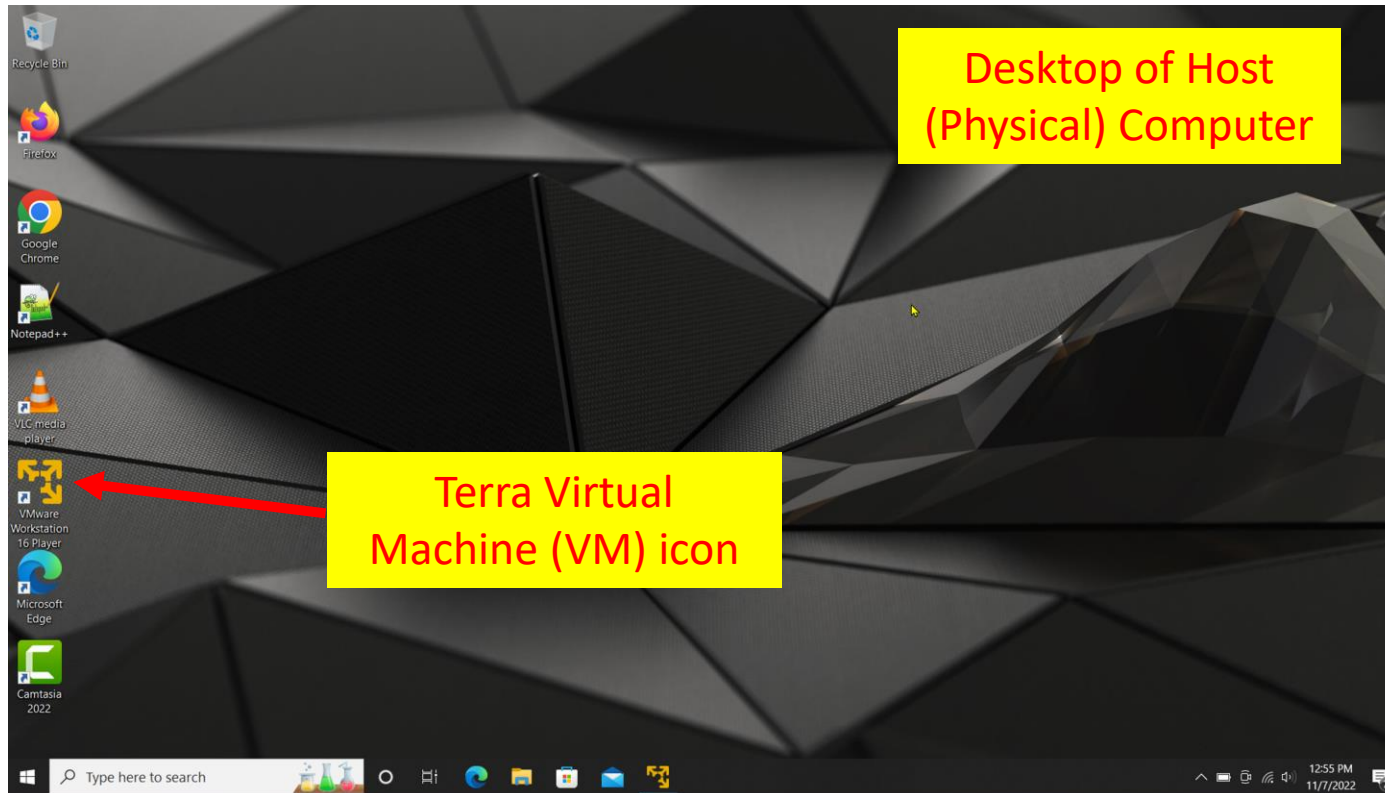 Recycle Bin
Desktop of Host
(Physical) Computer
Firefox
Google
Chrome
Notepad++
VLC media
player
Terra Virtual
Machine (VM) icon
VMware
Workstation
16 Player
Microsoft
Edge
Camtasia
2022
Type here to search
12:55 PM
11/7/2022